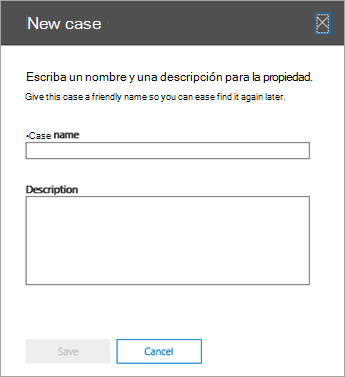 New case
Escriba un nombre y una descripción para la propiedad.
Give this case a friendly name so you can ease find it again later.
•Case name
Description
Save
Cancel